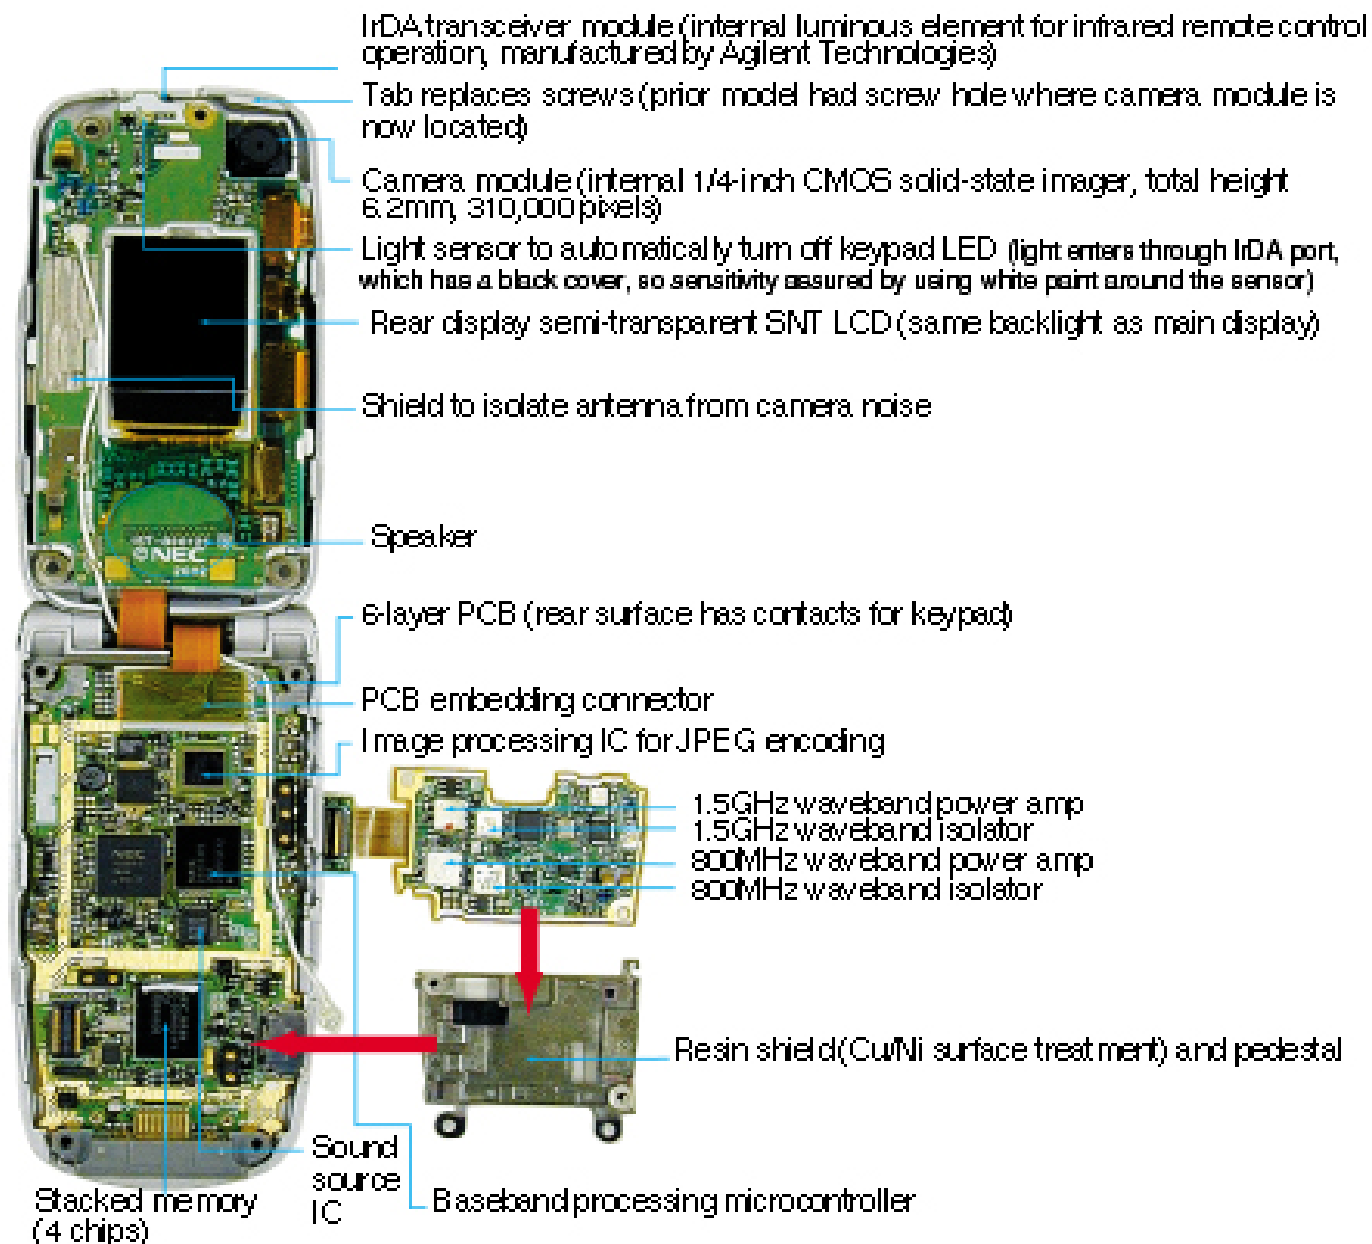 IrDA transceiver module (internal luminous element for infrared remote control
operation, manufactured by Agilent Technologies)
Tab replaces screws (prior model had screw hole where camera module is
now located)
Camera module (internal 1/4-inch CMOS solid-state imager, total height
6.2mm, 310,000 pixels)
Light sensor to automatically turn off keypad LED (light enters through IrDA port,
which has a black cover, so sensitivity assured by using white paint around the sensor)
Rear display semi-transparent SNT LCD (same backlight as main display)
Shield to isolate antenna from camera noise
Speaker
NEC
6-layer PCB (rear surface has contacts for keypad)
PCB embedding connector
Image processing IC for JPEG encoding
1.5GHz waveband power amp
1.5GHz waveband isolator
800MHz waveband power amp
800MHz waveband isolator
NEC
Resin shield (Cu/Ni surface treatment) and pedestal
Sound
source
IC
Baseband processing microcontroller
Stacked memory
(4 chips)